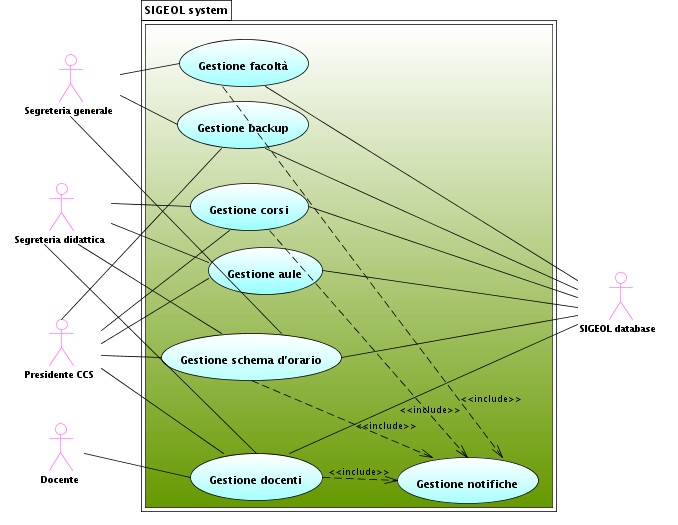 SIGEOL system
Gestione facoltà
Segreteria generale
Gestione backup
Gestione corsi
Segreteria didattica
Gestione aule
SIGEOL database
Gestione schema d'orario
Presidente CCS
<<include>>
<<include>>
<<include>>
Docente
<<include>>
Gestione docenti
Gestione notifiche